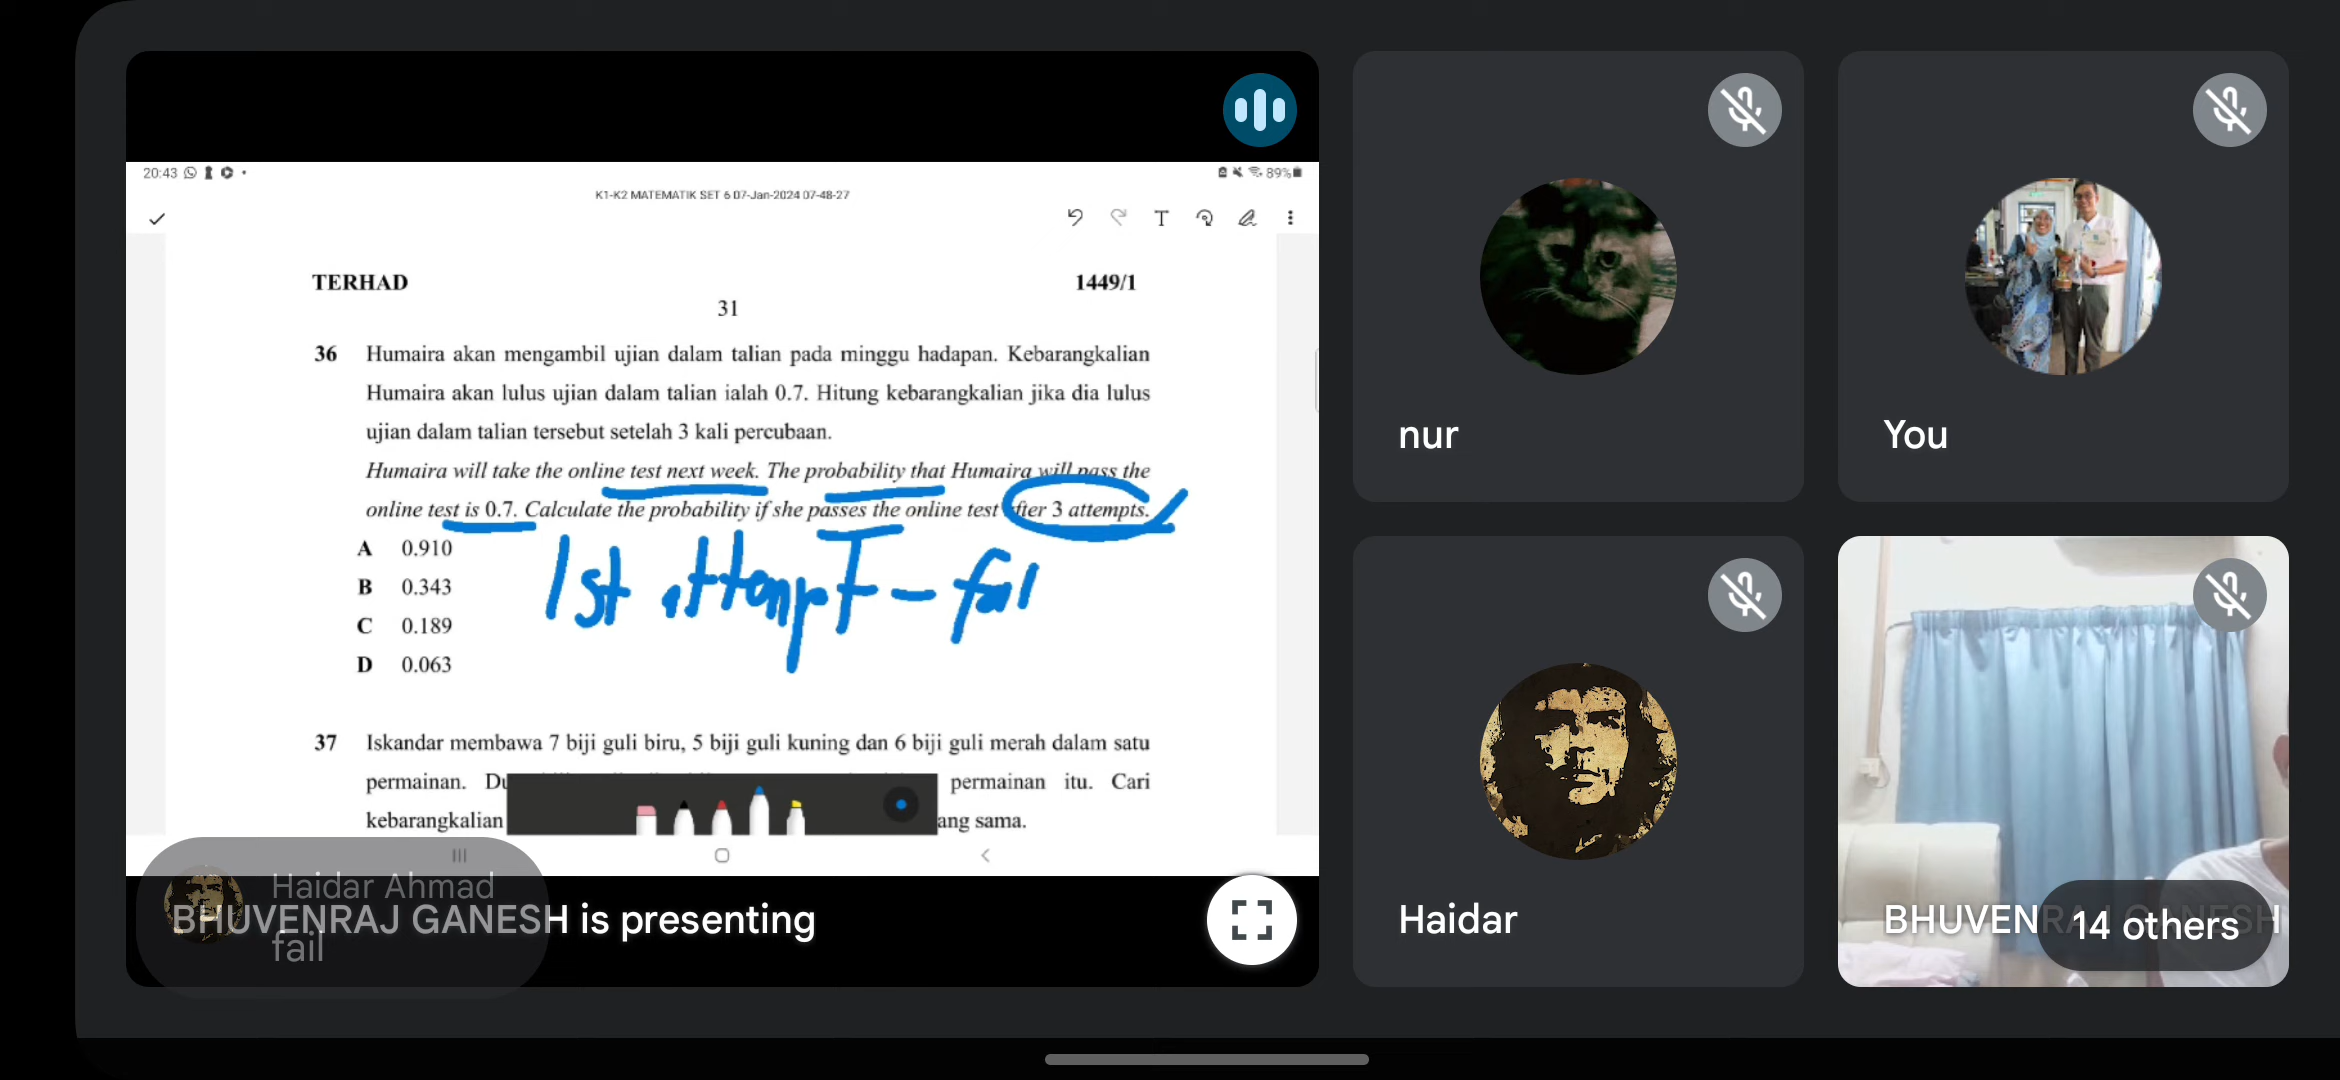 20:43
89%
K1-K2 MATEMATIK SET 6 07-Jan-2024 07-48-27
T
TERHAD
1449/1
31
36 Humaira akan mengambil ujian dalam talian pada minggu hadapan. Kebarangkalian
Humaira akan lulus ujian dalam talian ialah 0.7. Hitung kebarangkalian jika dia lulus
ujian dalam talian tersebut setelah 3 kali percubaan.
Humaira will take the online test next week. The probability that Humaira will pass the
online test is 0.7. Calculate the probability if she passes the online test after 3 attempts.
A 0.910
B 0.343
C 0.189
D 0.063
1st attempt - fail
37 Iskandar membawa 7 biji guli biru, 5 biji guli kuning dan 6 biji guli merah dalam satu
permainan. permainan itu. Cari
kebarangkalian ang sama.
Haidar Ahmad
fail
BHUVENRAJ GANESH is presenting
nur
You
Haidar
BHUVENRAJ GANESH
14 others